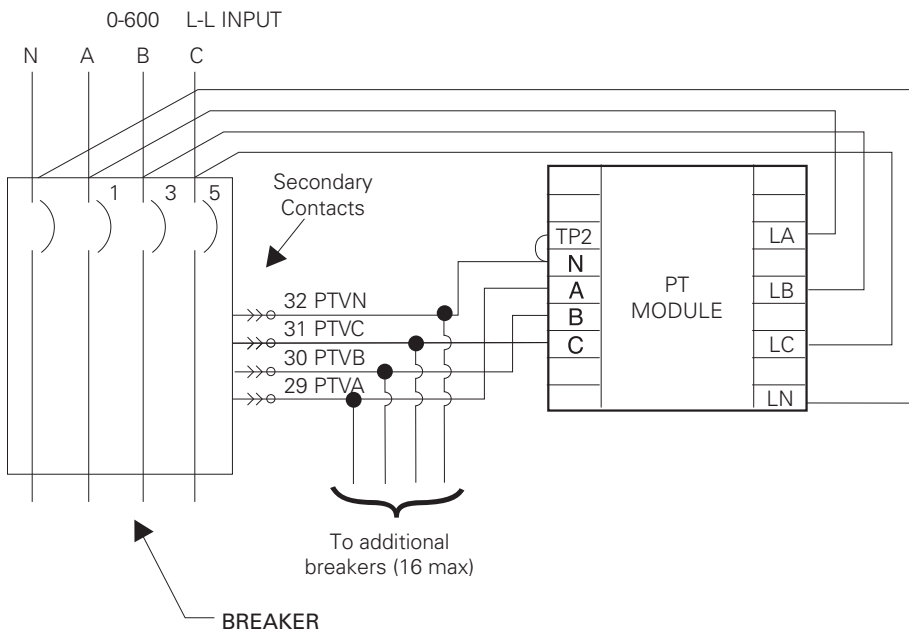 0-600 L-L INPUT
N A B C
1 3 5
Secondary
Contacts
32 PTVN
31 PTVC
30 PTVB
29 PTVA
TP2
N
A
B
C
PT
MODULE
LA
LB
LC
LN
To additional
breakers (16 max)
BREAKER